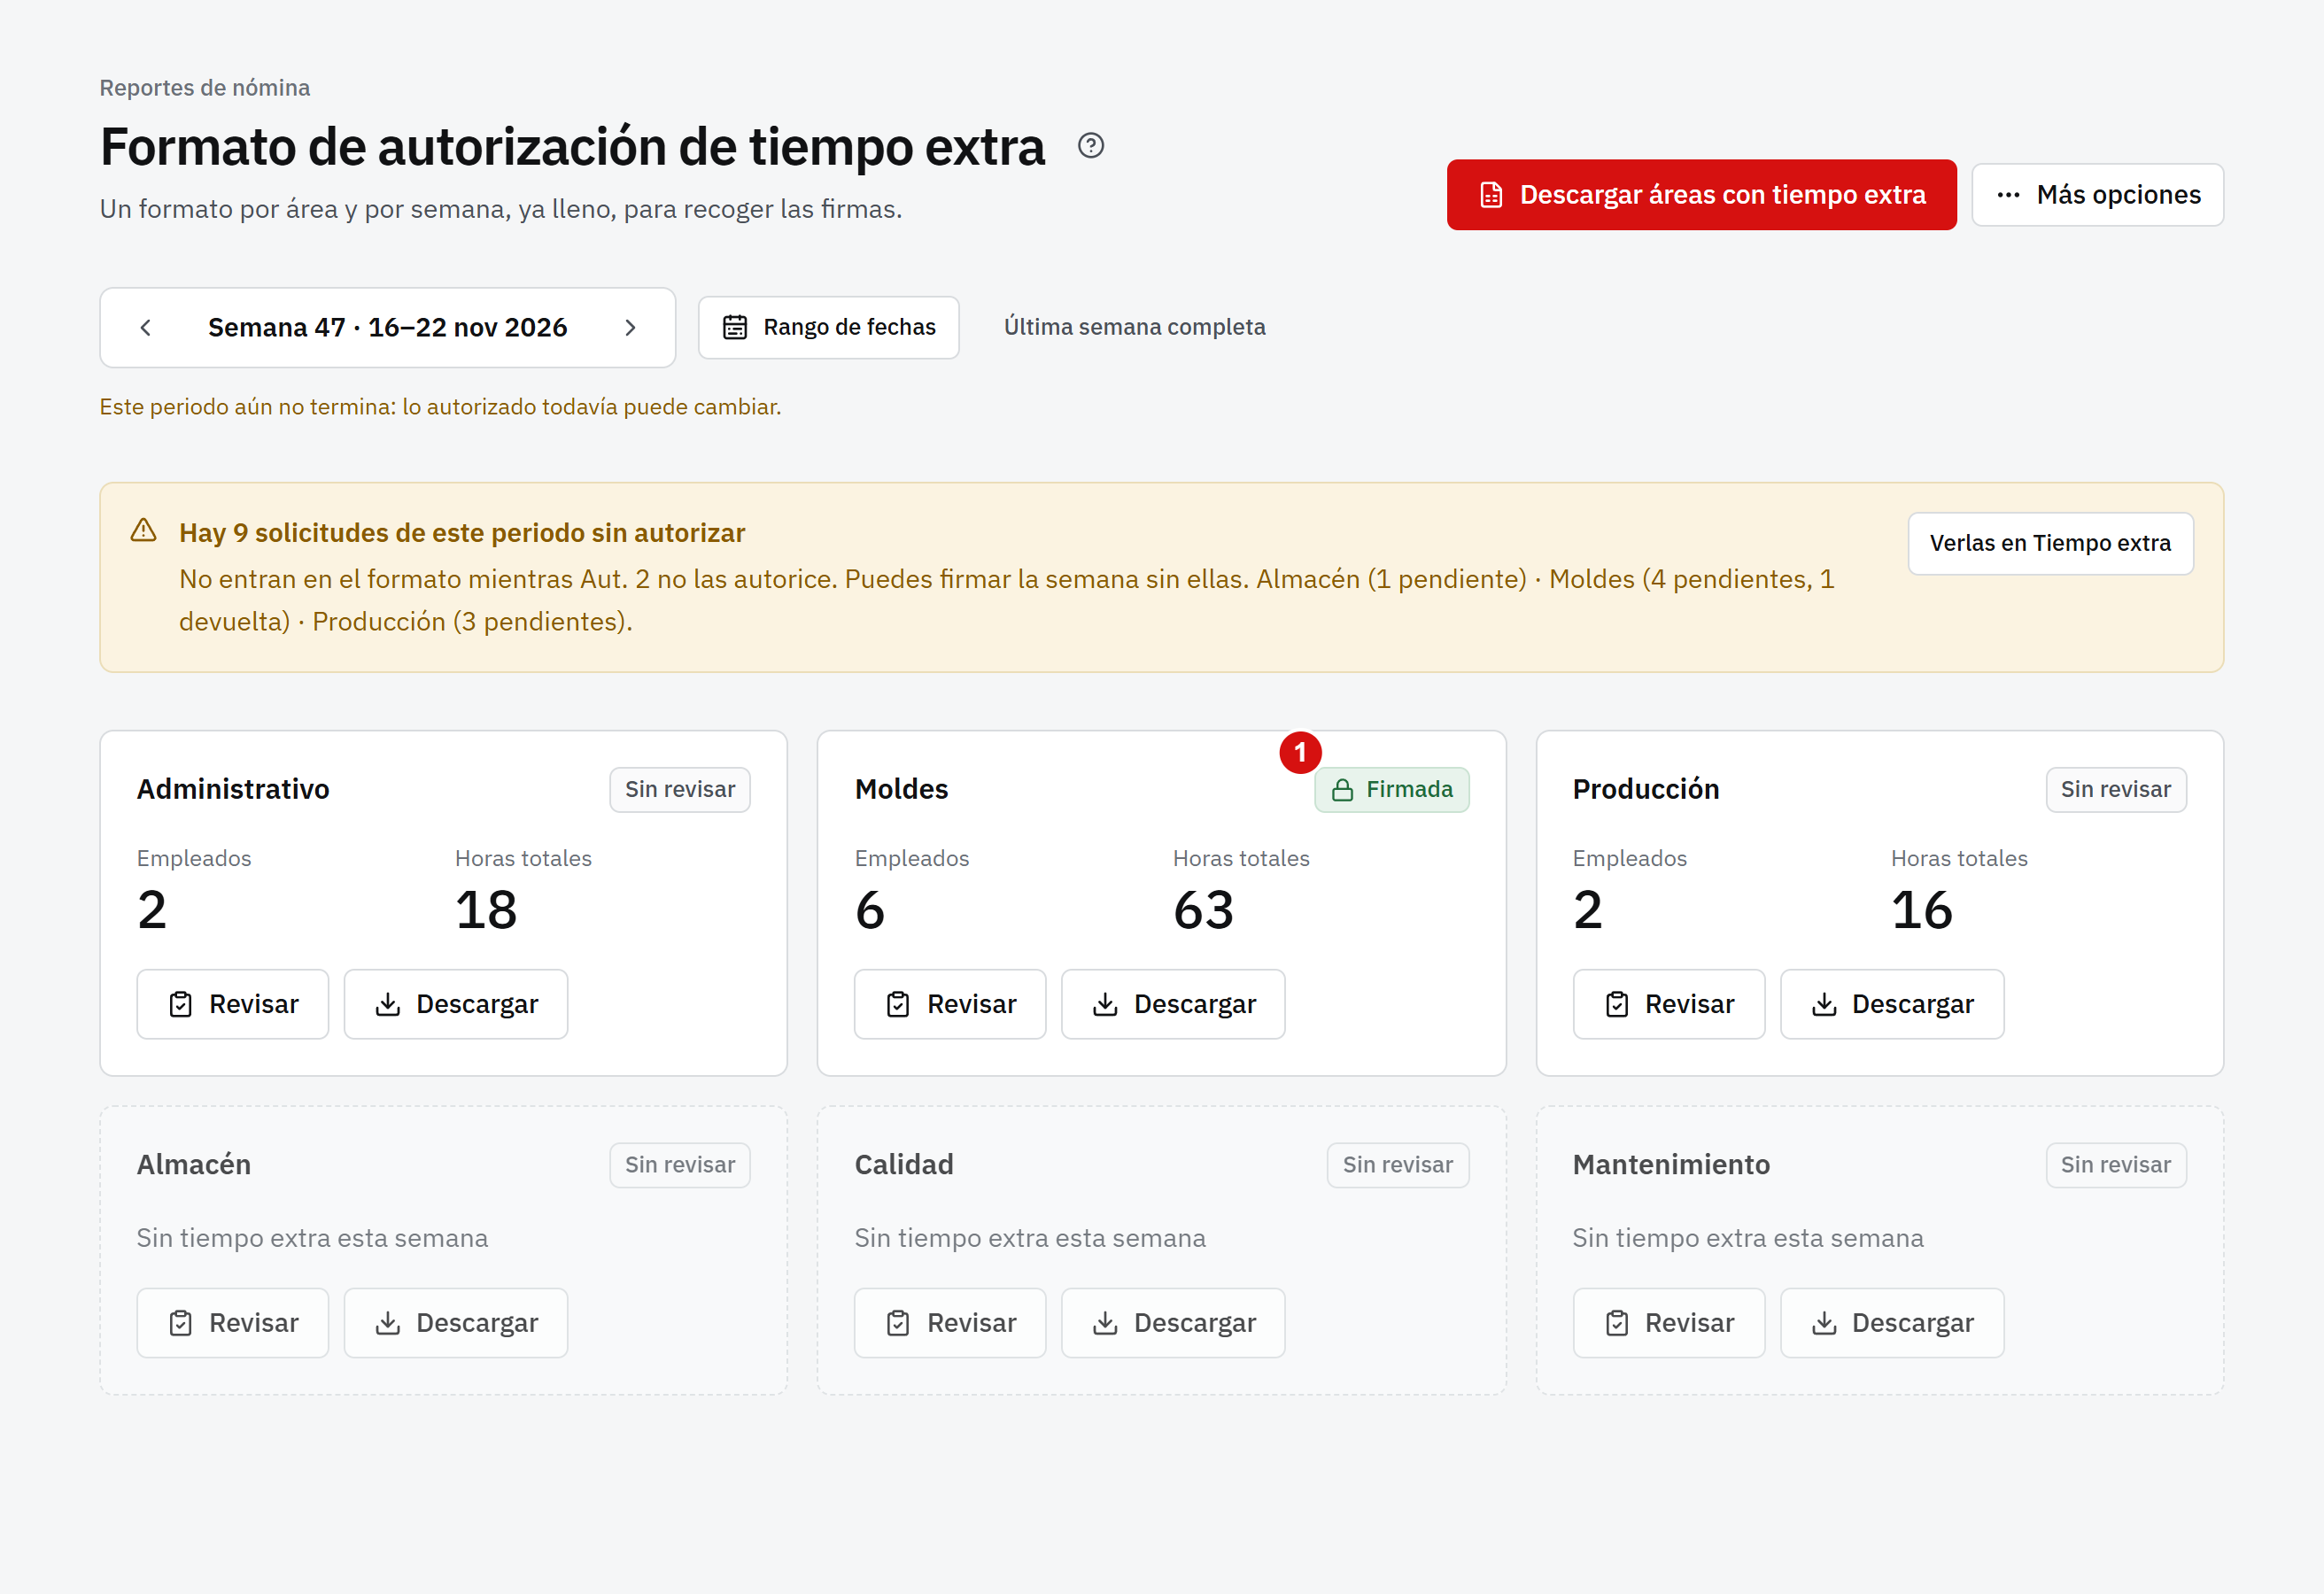 Reportes de nómina
Formato de autorización de tiempo extra
Un formato por área y por semana, ya lleno, para recoger las firmas.
Descargar áreas con tiempo extra
Más opciones
Semana 47 · 16–22 nov 2026
Rango de fechas
Última semana completa
Este periodo aún no termina: lo autorizado todavía puede cambiar.
Hay 9 solicitudes de este periodo sin autorizar
No entran en el formato mientras Aut. 2 no las autorice. Puedes firmar la semana sin ellas. Almacén (1 pendiente) · Moldes (4 pendientes, 1
devuelta) · Producción (3 pendientes).
Verlas en Tiempo extra
Administrativo
Sin revisar
Empleados
Horas totales
2
18
Revisar
Descargar
1
Moldes
Firmada
Empleados
Horas totales
6
63
Revisar
Descargar
Producción
Sin revisar
Empleados
Horas totales
2
16
Revisar
Descargar
Almacén
Sin revisar
Sin tiempo extra esta semana
Revisar
Descargar
Calidad
Sin revisar
Sin tiempo extra esta semana
Revisar
Descargar
Mantenimiento
Sin revisar
Sin tiempo extra esta semana
Revisar
Descargar